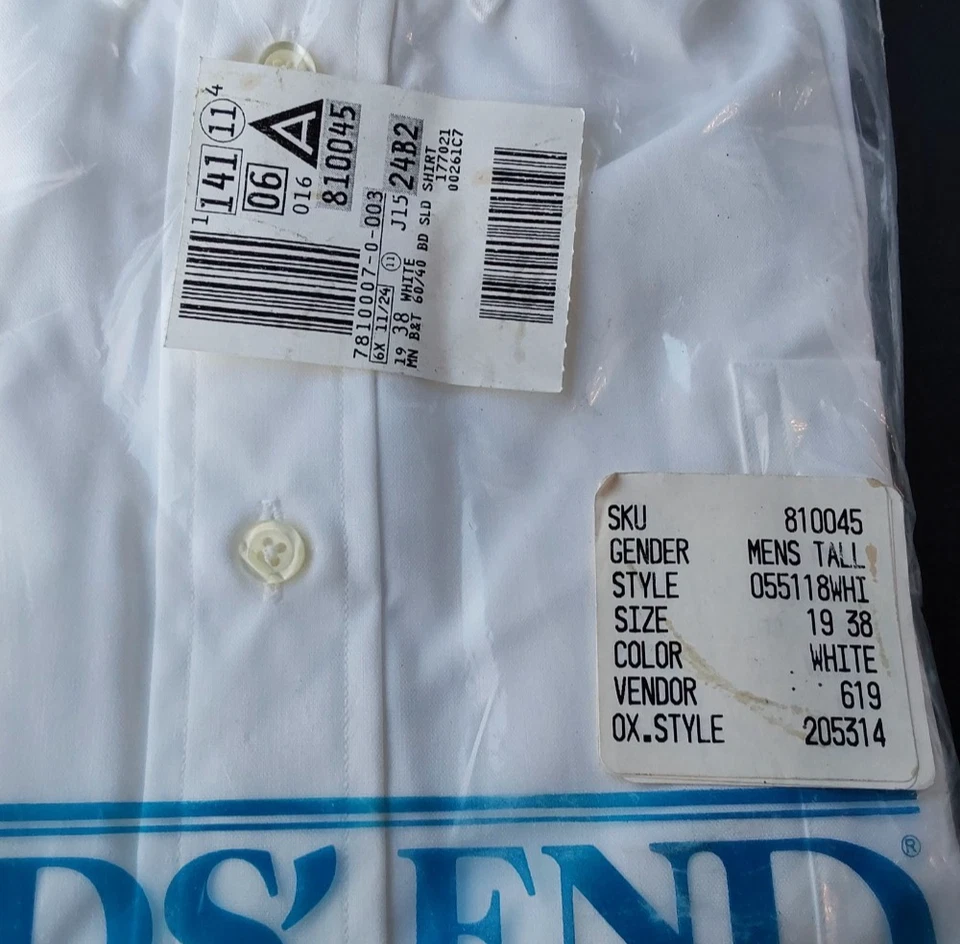 1 141 11 4
06 A
016 810045
7810007-0-003
6X 11/24 11
19 38 WHITE J15 24B2
MN B&T 60/40 BD SLD SHIRT
177021
00261C7
SKU 810045
GENDER MENS TALL
STYLE 055118WHI
SIZE 19 38
COLOR WHITE
VENDOR 619
OX.STYLE 205314
DS' END ®